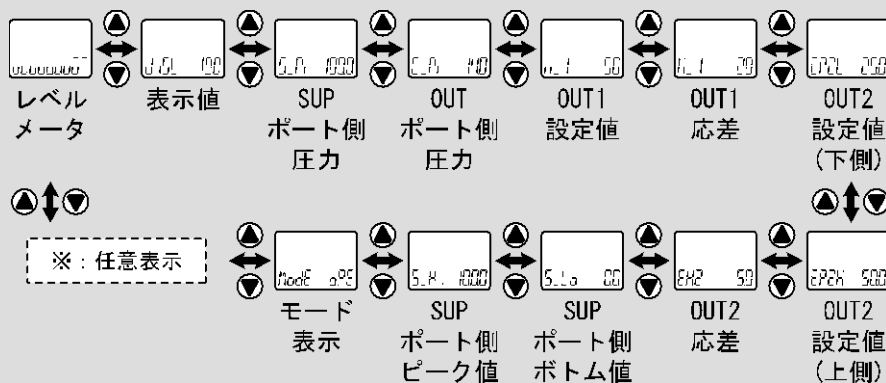 レベル
メータ
表示値
SUP
ポート側
圧力
OUT
ポート側
圧力
OUT1
設定値
OUT1
応差
OUT2
設定値
(下側)
※：任意表示
モード
表示
SUP
ポート側
ピーク値
SUP
ポート側
ボトム値
OUT2
応差
OUT2
設定値
(上側)